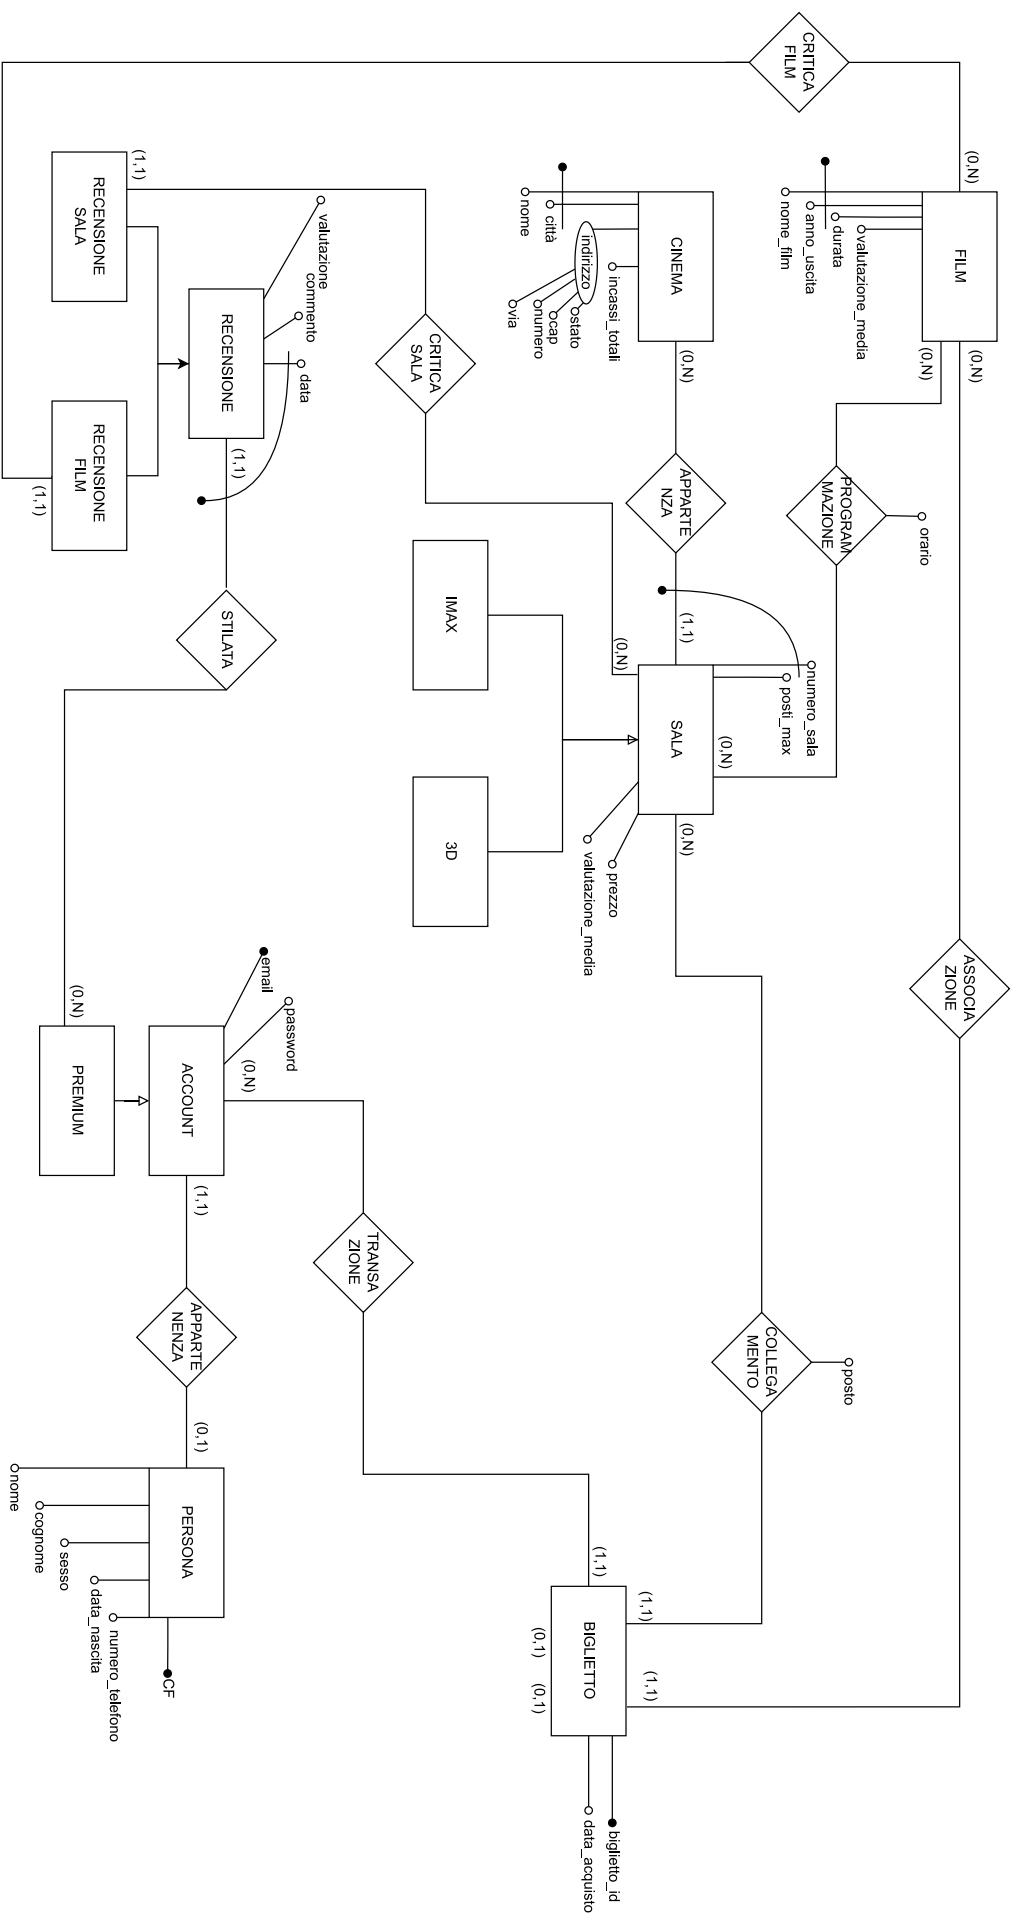 CRITICA
FILM
(0,N)
FILM
nome_film
anno_uscita
durata
valutazione_media
(0,N)
(0,N)
CINEMA
nome
città
indirizzo
via
numero
cap
stato
incassi_totali
(0,N)
APPARTE
NZA
(1,1)
PROGRAM
MAZIONE
orario
(1,1)
RECENSIONE
SALA
valutazione
commento
data
RECENSIONE
(1,1)
RECENSIONE
FILM
(1,1)
CRITICA
SALA
(0,N)
STILATA
IMAX
3D
SALA
numero_sala
posti_max
(0,N)
(0,N)
prezzo
valutazione_media
ASSOCIA
ZIONE
email
password
(0,N)
(0,N)
PREMIUM
ACCOUNT
(1,1)
TRANSA
ZIONE
APPARTE
NENZA
(0,1)
COLLEGA
MENTO
posto
PERSONA
nome
cognome
sesso
data_nascita
numero_telefono
CF
(1,1)
(1,1)
(1,1)
BIGLIETTO
(0,1)
(0,1)
biglietto_id
data_acquisto